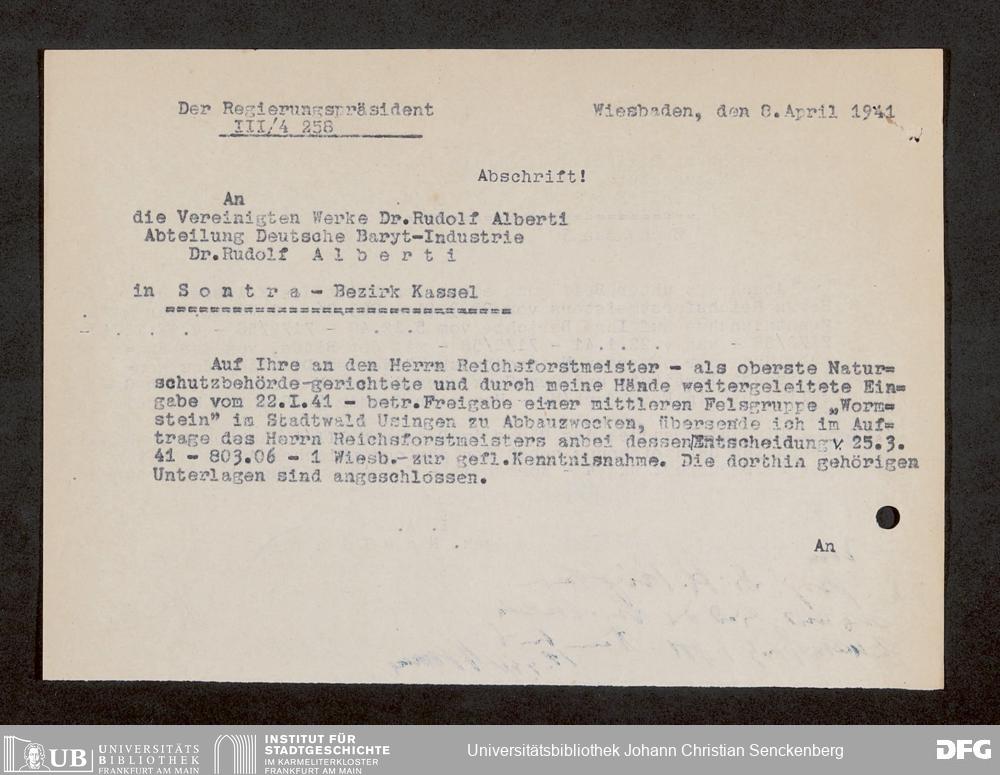 Der Regierungspräsident
III/4 258
Wiesbaden, den 8.April 1941
Abschrift!
An
die Vereinigten Werke Dr.Rudolf Alberti
Abteilung Deutsche Baryt-Industrie
Dr.Rudolf A l b e r t i
in S o n t r a - Bezirk Kassel
Auf Ihre an den Herrn Reichsforstmeister - als oberste Natur=
schutzbehörde-gerichtete und durch meine Hände weitergeleitete Ein=
gabe vom 22.I.41 - betr.Freigabe einer mittleren Felsgruppe „Worm=
stein" im Stadtwald Usingen zu Abbauzwecken, übersende ich im Auf=
trage des Herrn Reichsforstmeisters anbei dessen Entscheidung v. 25.3.
41 - 803.06 - 1 Wiesb.-zur gefl.Kenntnisnahme. Die dorthin gehörigen
Unterlagen sind angeschlossen.
An
UB UNIVERSITÄTS
BIBLIOTHEK
FRANKFURT AM MAIN
INSTITUT FÜR
STADTGESCHICHTE
IM KARMELITERKLOSTER
FRANKFURT AM MAIN
Universitätsbibliothek Johann Christian Senckenberg
DFG